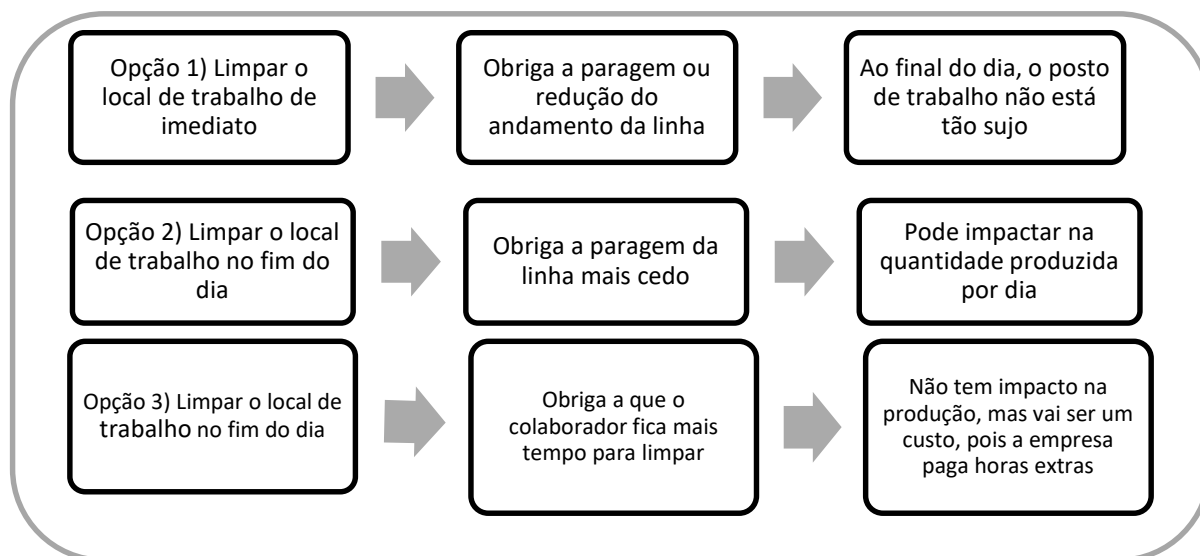 Opção 1) Limpar o
local de trabalho de
imediato
Obriga a paragem ou
redução do
andamento da linha
Ao final do dia, o posto
de trabalho não está
tão sujo
Opção 2) Limpar o local
de trabalho no fim do
dia
Obriga a paragem da
linha mais cedo
Pode impactar na
quantidade produzida
por dia
Opção 3) Limpar o local de
trabalho no fim do dia
Obriga a que o
colaborador fica mais
tempo para limpar
Não tem impacto na
produção, mas vai ser um
custo, pois a empresa
paga horas extras